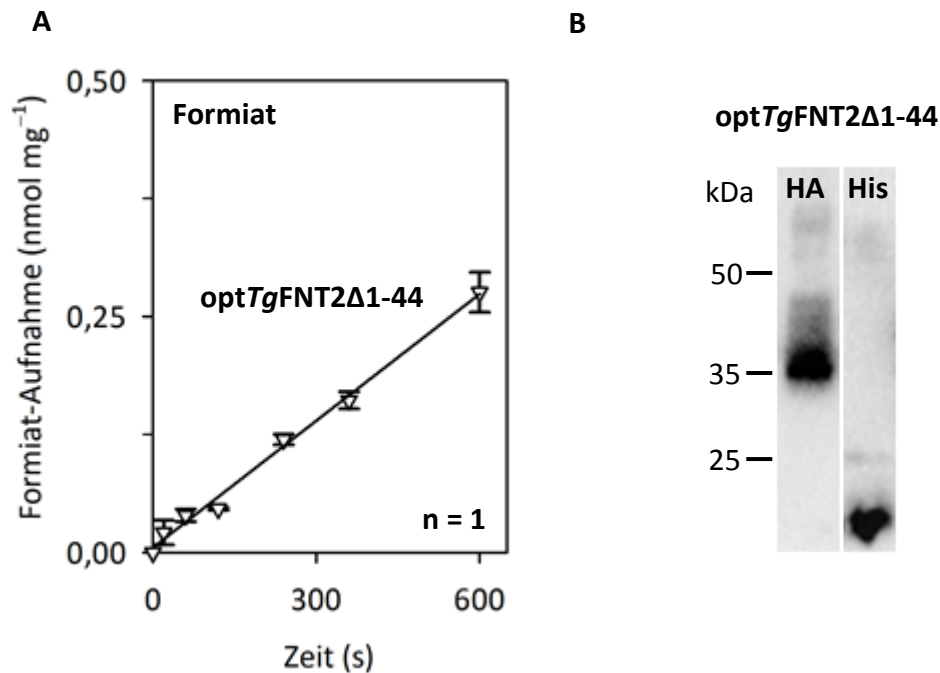 A
0,50
Formiat
optTgFNT2Δ1-44
0,25
n = 1
0,00
0 300 600
Zeit (s)
Formiat-Aufnahme (nmol mg⁻¹)
B
optTgFNT2Δ1-44
kDa HA His
50
35
25